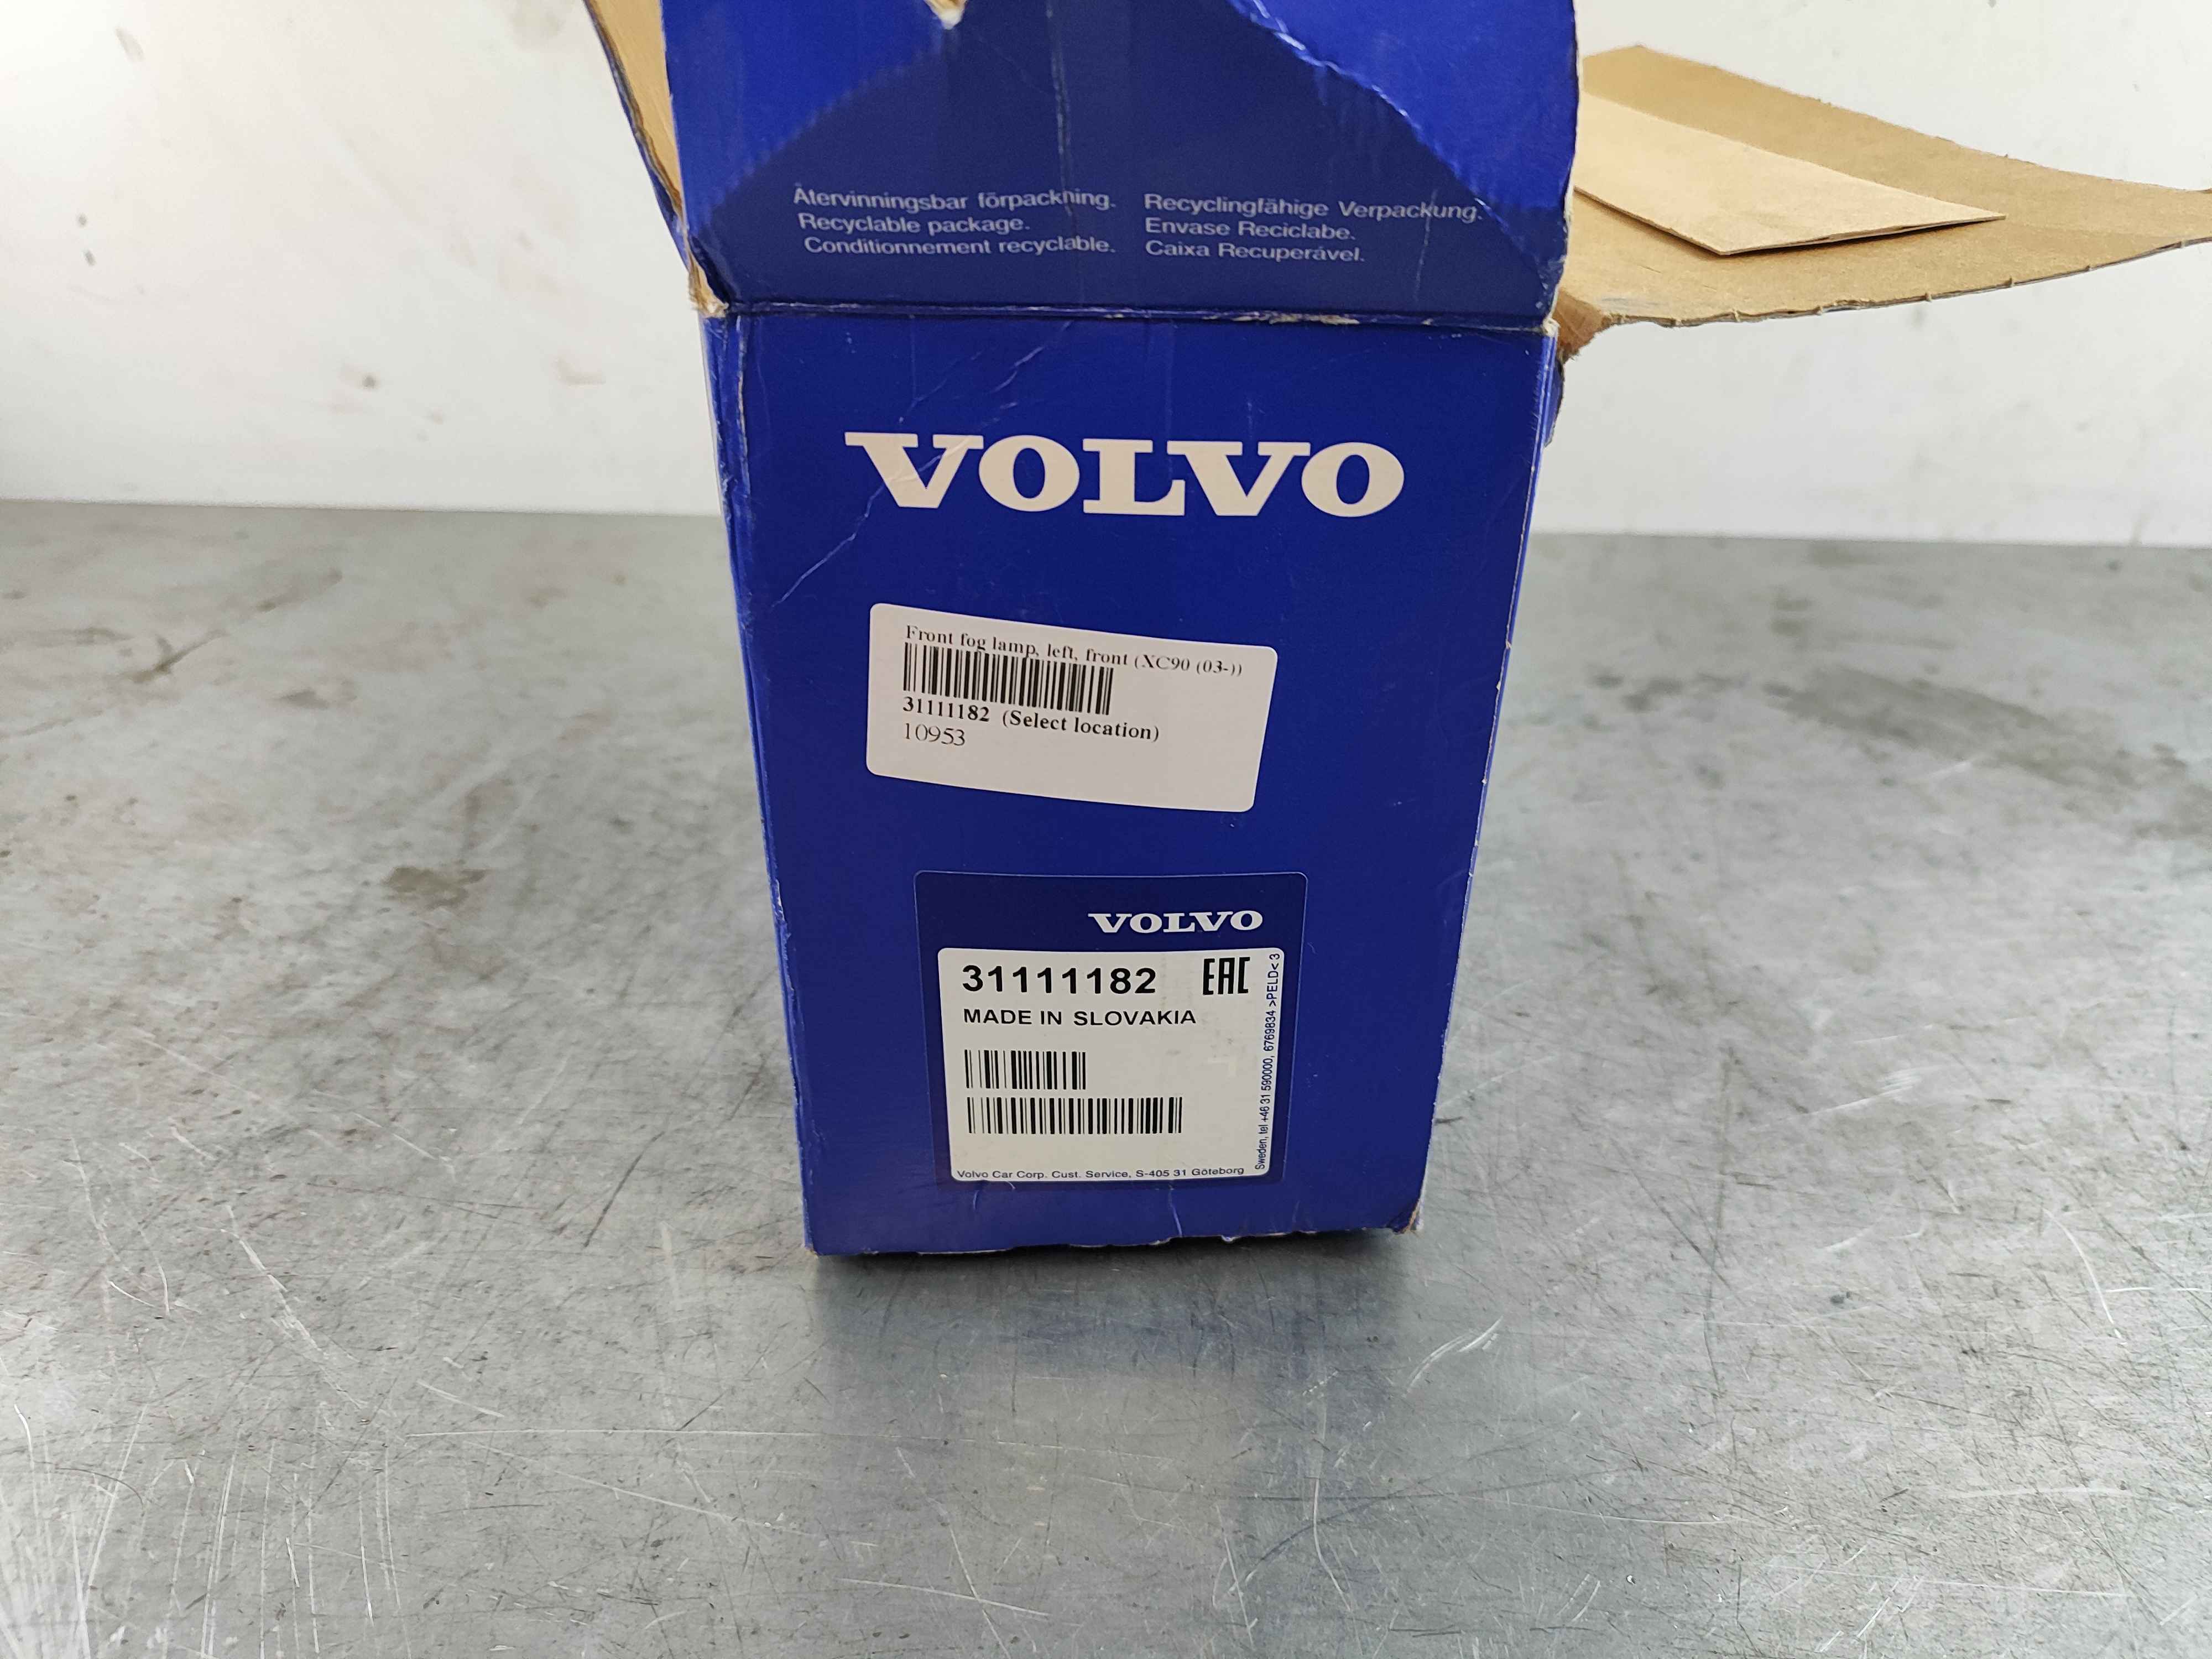 Återvinningsbar förpackning.
Recyclable package.
Conditionnement recyclable.
Recyclingfähige Verpackung.
Envase Reciclabe.
Caixa Recuperável.
VOLVO
Front fog lamp, left, front (XC90 (03-))
31111182 (Select location)
10953
VOLVO
31111182 EAC
MADE IN SLOVAKIA
Volvo Car Corp. Cust. Service, S-405 31 Göteborg
Sweden, tel +46 31 590000, 6769834 >PELD< 3